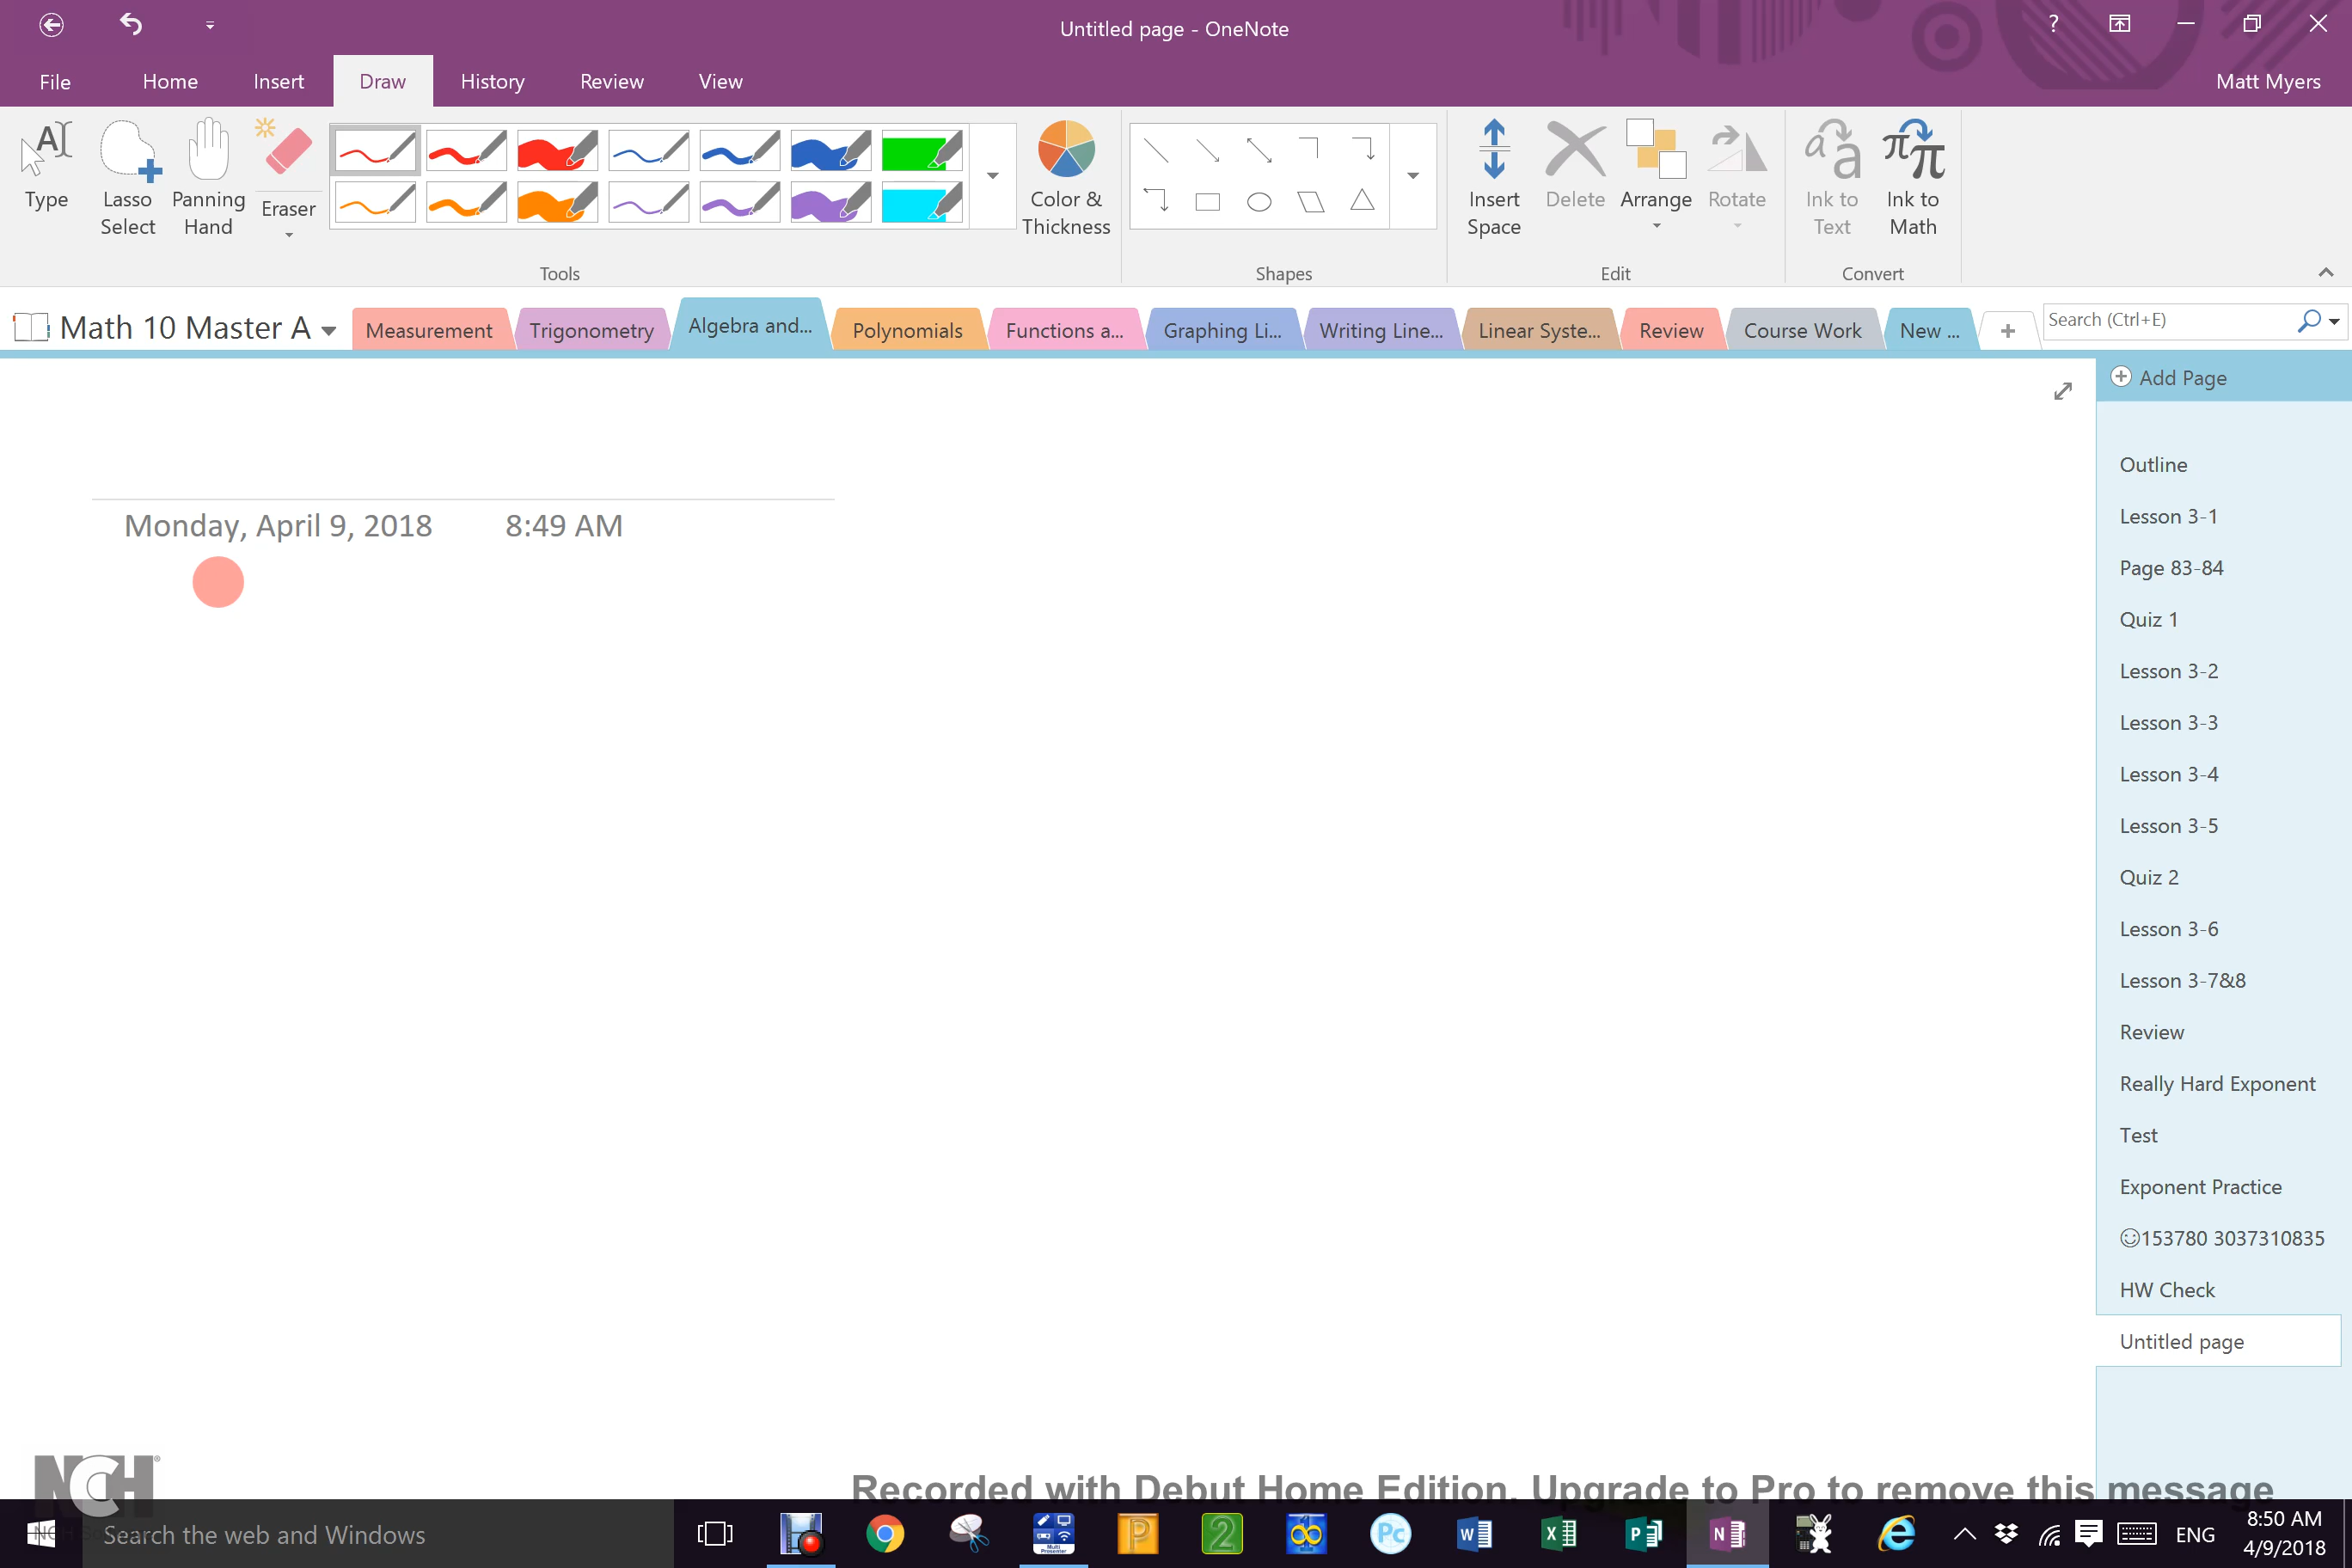 Untitled page - OneNote
?
File Home Insert Draw History Review View
Matt Myers
Type
Lasso Select
Panning Hand
Eraser
Color & Thickness
Insert Space
Delete
Arrange
Rotate
Ink to Text
Ink to Math
Tools
Shapes
Edit
Convert
Math 10 Master A
Measurement
Trigonometry
Algebra and...
Polynomials
Functions a...
Graphing Li...
Writing Line...
Linear Syste...
Review
Course Work
New ...
Search (Ctrl+E)
Add Page
Monday, April 9, 2018 8:49 AM
Outline
Lesson 3-1
Page 83-84
Quiz 1
Lesson 3-2
Lesson 3-3
Lesson 3-4
Lesson 3-5
Quiz 2
Lesson 3-6
Lesson 3-7&8
Review
Really Hard Exponent
Test
Exponent Practice
☺153780 3037310835
HW Check
Untitled page
NCH®
Recorded with Debut Home Edition. Upgrade to Pro to remove this message
Search the web and Windows
ENG
8:50 AM
4/9/2018